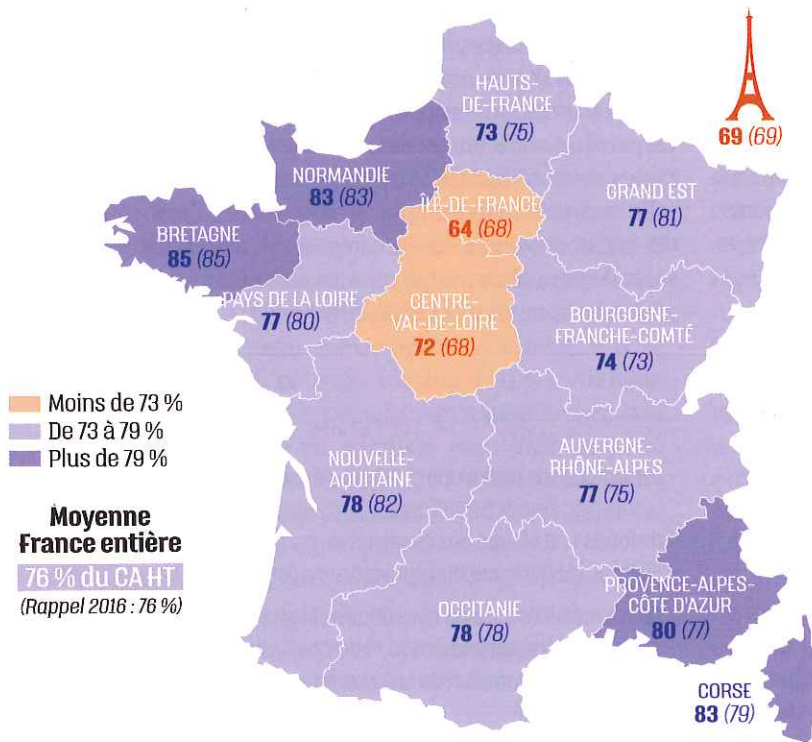 HAUTS-
DE-FRANCE
73 (75)
69 (69)
NORMANDIE
83 (83)
ÎLE-DE-FRANCE
64 (68)
GRAND EST
77 (81)
BRETAGNE
85 (85)
PAYS DE LA LOIRE
77 (80)
CENTRE-
VAL-DE-LOIRE
72 (68)
BOURGOGNE-
FRANCHE-COMTÉ
74 (73)
Moins de 73 %
De 73 à 79 %
Plus de 79 %
NOUVELLE-
AQUITAINE
78 (82)
AUVERGNE-
RHÔNE-ALPES
77 (75)
Moyenne
France entière
76 % du CA HT
(Rappel 2016 : 76 %)
OCCITANIE
78 (78)
PROVENCE-ALPES-
CÔTE D'AZUR
80 (77)
CORSE
83 (79)